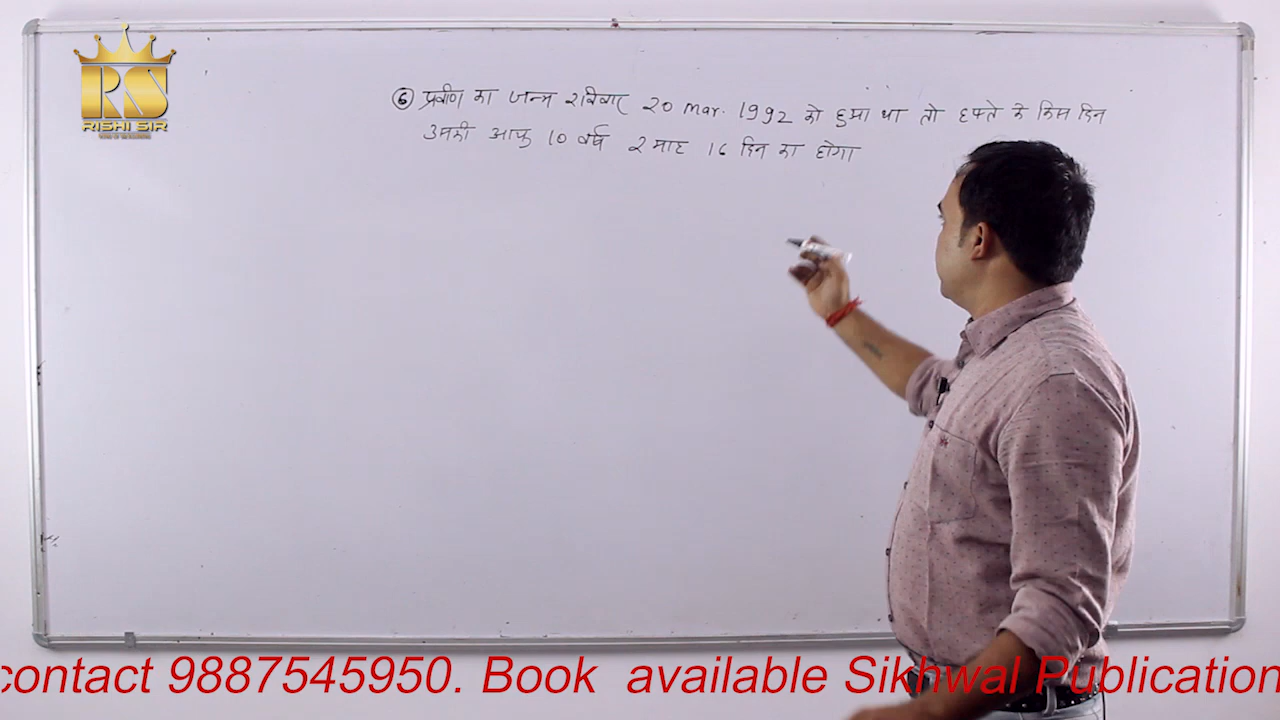 RS
RISHI SIR
⑥ प्रवीण का जन्म रविवार 20 Mar. 1992 को हुआ था तो हफ्ते के किस दिन
उसकी आयु 10 वर्ष 2 माह 16 दिन का होगा
contact 9887545950. Book available Sikhwal Publication